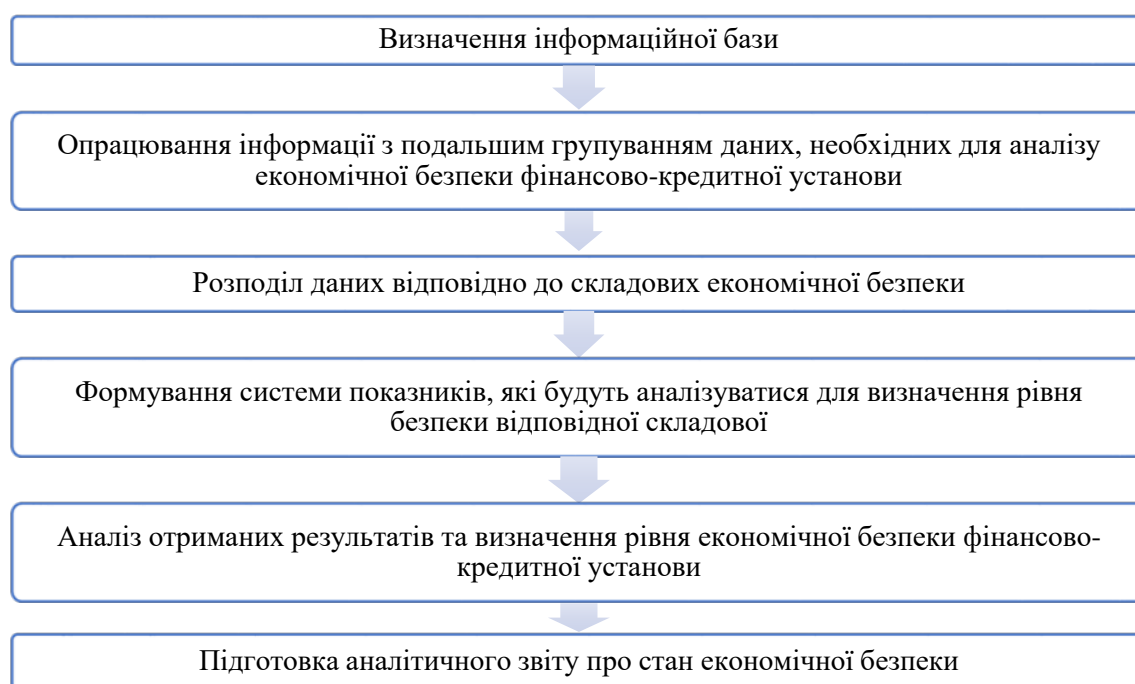 Визначення інформаційної бази
Опрацювання інформації з подальшим групуванням даних, необхідних для аналізу
економічної безпеки фінансово-кредитної установи
Розподіл даних відповідно до складових економічної безпеки
Формування системи показників, які будуть аналізуватися для визначення рівня
безпеки відповідної складової
Аналіз отриманих результатів та визначення рівня економічної безпеки фінансово-
кредитної установи
Підготовка аналітичного звіту про стан економічної безпеки